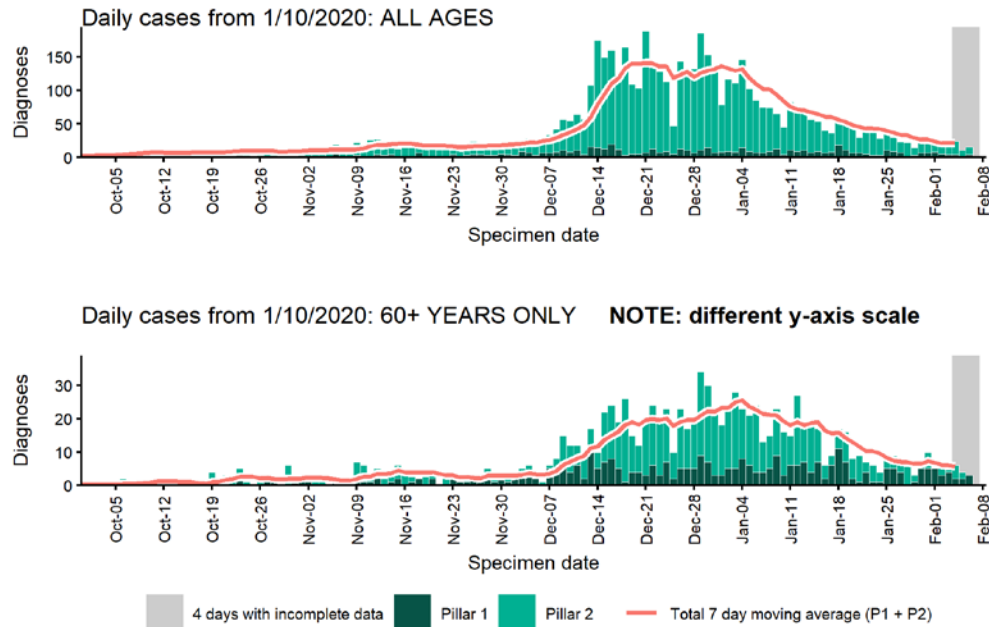 Daily cases from 1/10/2020: ALL AGES
Diagnoses
150
100
50
0
Oct-05 Oct-12 Oct-19 Oct-26 Nov-02 Nov-09 Nov-16 Nov-23 Nov-30 Dec-07 Dec-14 Dec-21 Dec-28 Jan-04 Jan-11 Jan-18 Jan-25 Feb-01 Feb-08
Specimen date
Daily cases from 1/10/2020: 60+ YEARS ONLY NOTE: different y-axis scale
Diagnoses
30
20
10
0
Oct-05 Oct-12 Oct-19 Oct-26 Nov-02 Nov-09 Nov-16 Nov-23 Nov-30 Dec-07 Dec-14 Dec-21 Dec-28 Jan-04 Jan-11 Jan-18 Jan-25 Feb-01 Feb-08
Specimen date
4 days with incomplete data Pillar 1 Pillar 2 Total 7 day moving average (P1 + P2)